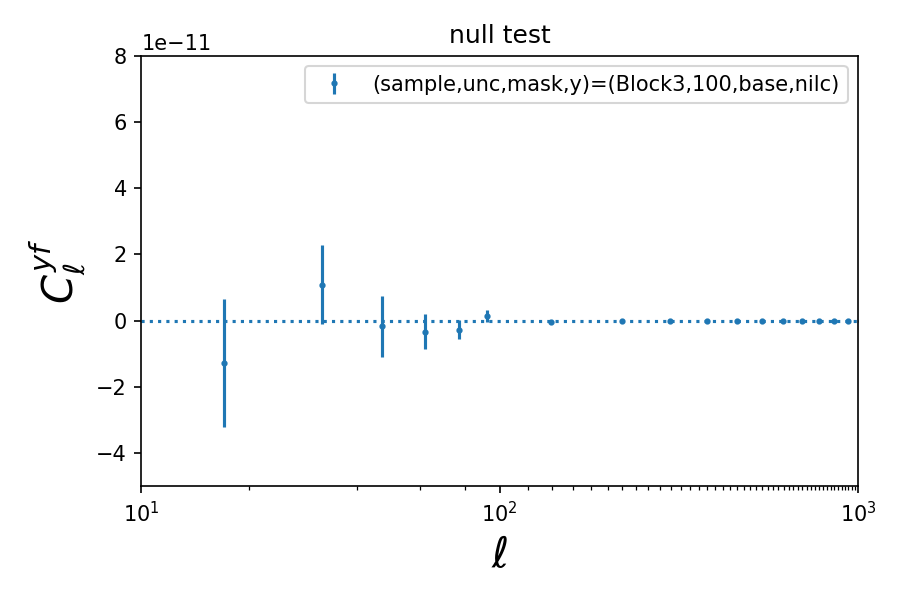 null test
1e−11
(sample,unc,mask,y)=(Block3,100,base,nilc)
8
6
4
2
0
−2
−4
C_ℓ^{yf}
10^1
10^2
10^3
ℓ